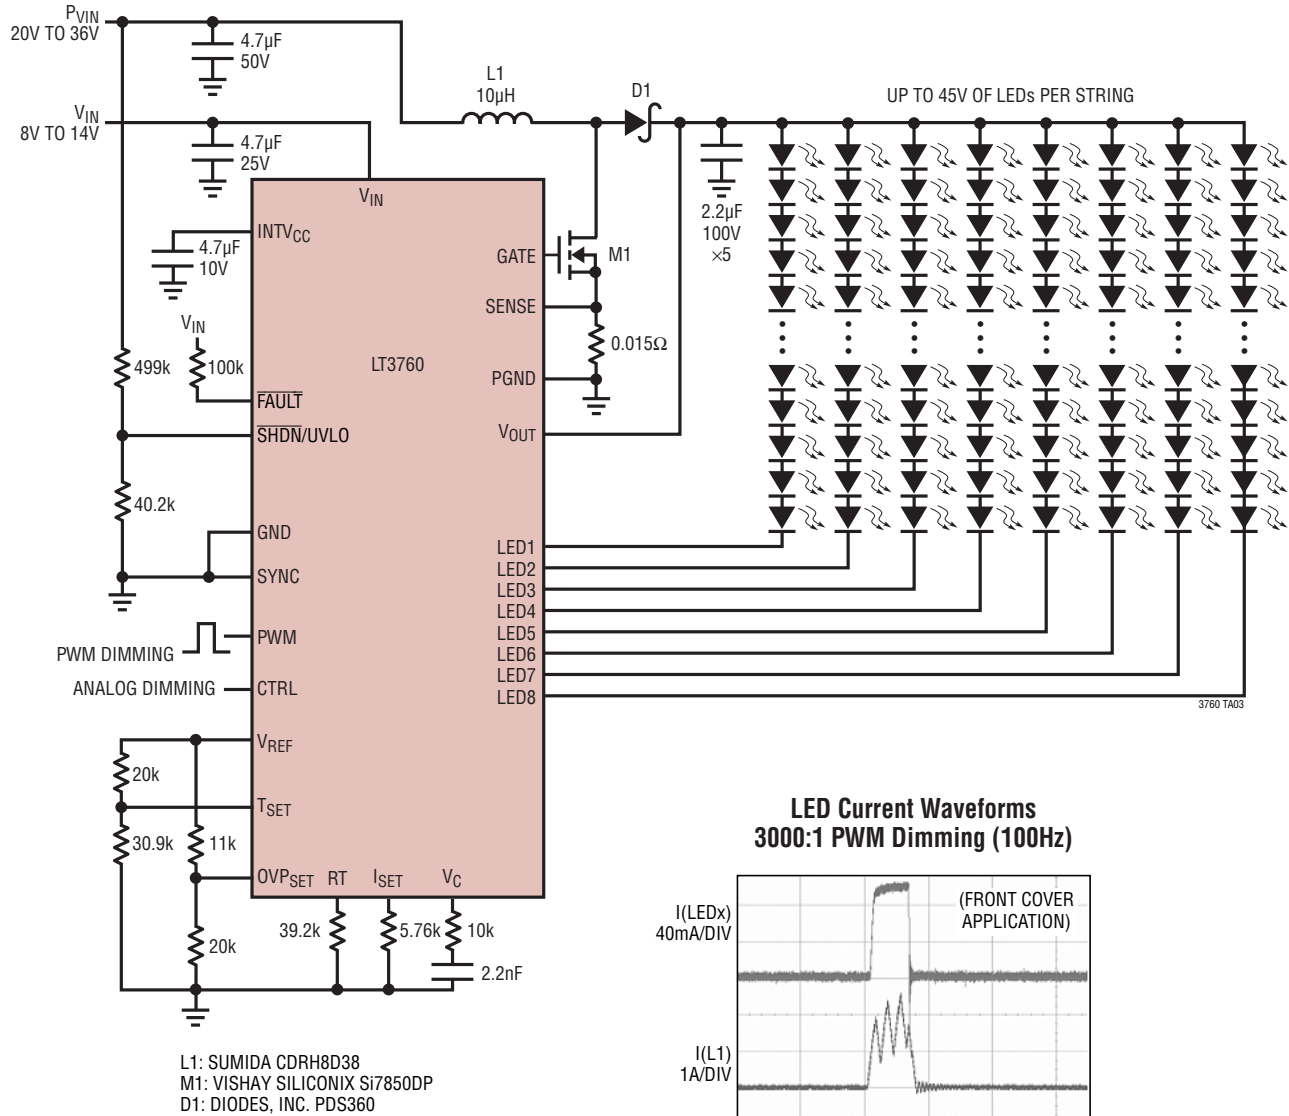 PVIN
20V TO 36V
4.7µF
50V
VIN
8V TO 14V
4.7µF
25V
L1
10µH
D1
UP TO 45V OF LEDs PER STRING
2.2µF
100V
×5
VIN
INTVCC
4.7µF
10V
GATE
M1
SENSE
0.015Ω
VIN
499k
100k
LT3760
PGND
FAULT
SHDN/UVLO
VOUT
40.2k
GND
SYNC
LED1
LED2
LED3
LED4
LED5
LED6
LED7
LED8
PWM
PWM DIMMING
ANALOG DIMMING
CTRL
3760 TA03
VREF
20k
TSET
30.9k
11k
OVPSET
RT
ISET
VC
39.2k
5.76k
10k
20k
2.2nF
L1: SUMIDA CDRH8D38
M1: VISHAY SILICONIX Si7850DP
D1: DIODES, INC. PDS360
LED Current Waveforms
3000:1 PWM Dimming (100Hz)
I(LEDx)
40mA/DIV
(FRONT COVER
APPLICATION)
I(L1)
1A/DIV